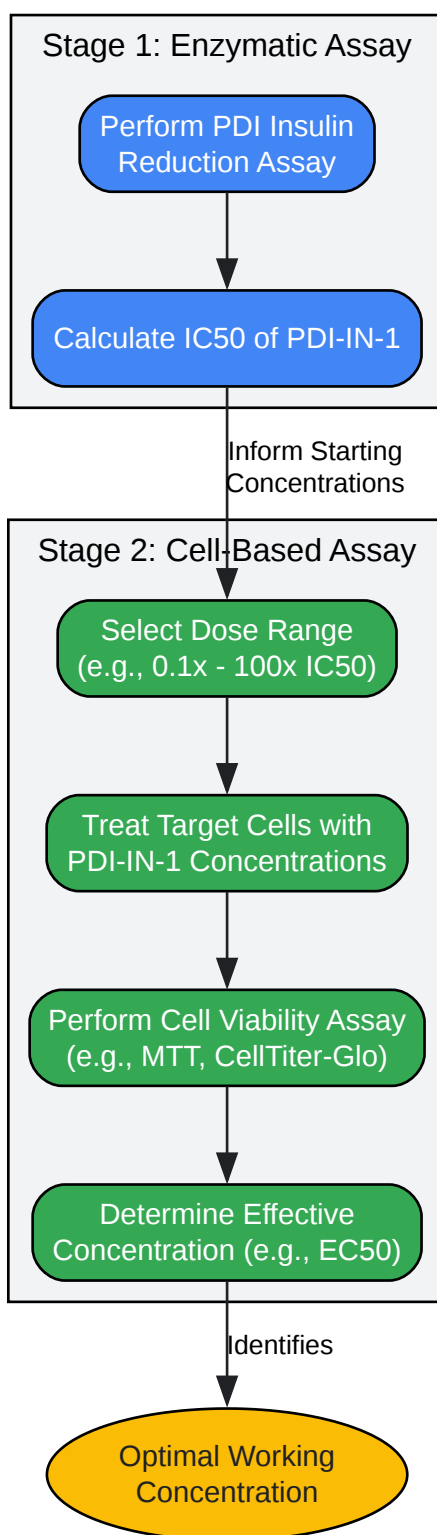 Stage 1: Enzymatic Assay
Perform PDI Insulin
Reduction Assay
Calculate IC50 of PDI-IN-1
Inform Starting
Concentrations
Stage 2: Cell-Based Assay
Select Dose Range
(e.g., 0.1x - 100x IC50)
Treat Target Cells with
PDI-IN-1 Concentrations
Perform Cell Viability Assay
(e.g., MTT, CellTiter-Glo)
Determine Effective
Concentration (e.g., EC50)
Identifies
Optimal Working
Concentration